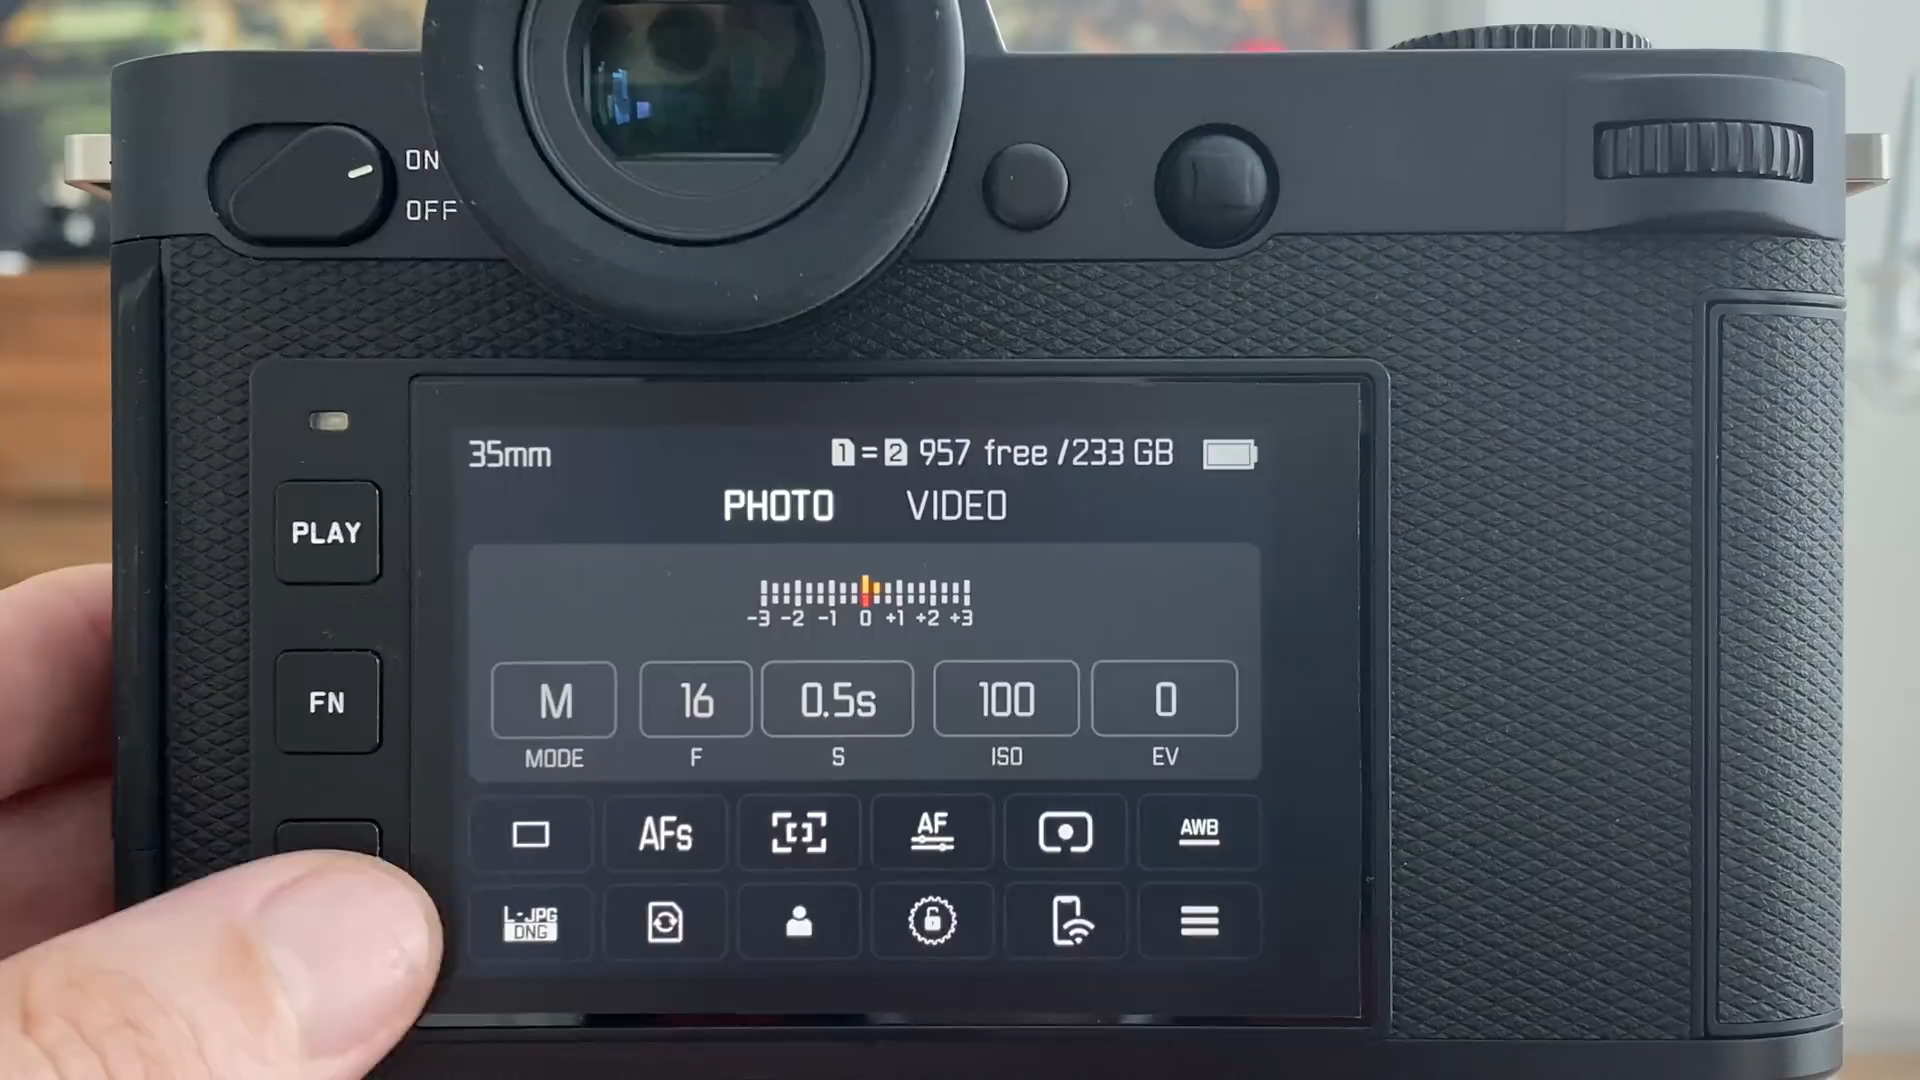 ON
OFF
35mm
1=2 957 free /233 GB
PHOTO VIDEO
PLAY
-3 -2 -1 0 +1 +2 +3
FN
M 16 0.5s 100 0
MODE F S ISO EV
AFs AF AWB
L-JPG
DNG